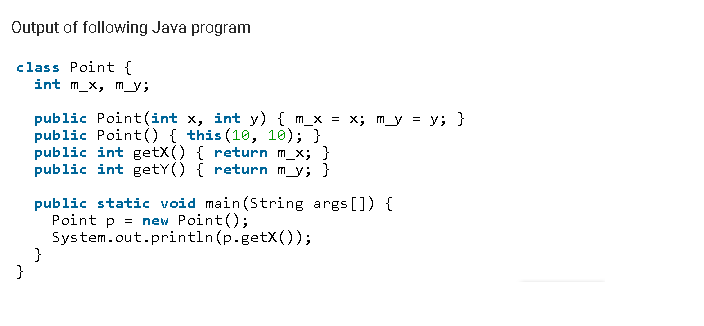 Output of following Java program
class Point {
int m_x, m_y;
public Point(int x, int y) { m_x = x; m_y = y; }
public Point() { this(10, 10); }
public int getX() { return m_x; }
public int getY() { return m_y; }
public static void main(String args[]) {
Point p = new Point();
System.out.println(p.getX());
}
}